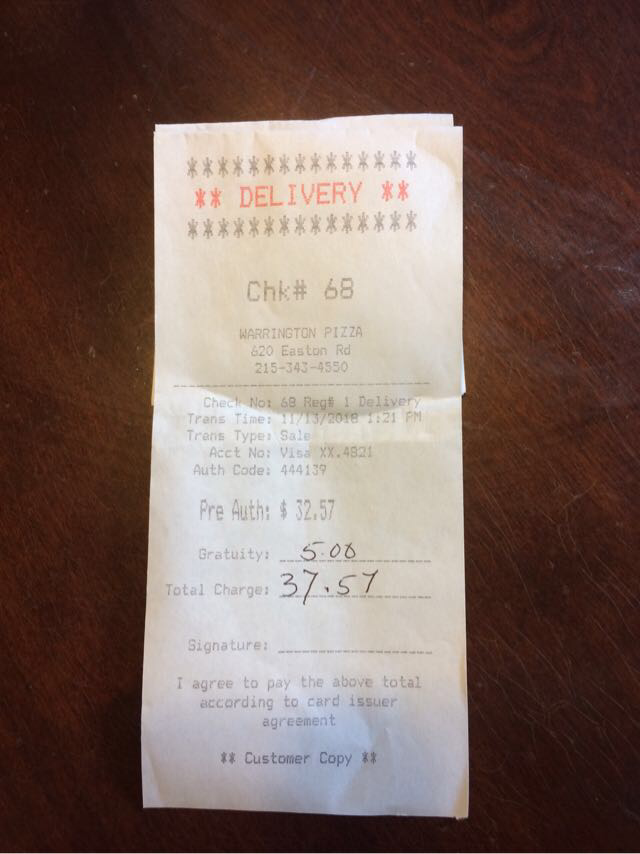 *************
** DELIVERY **
*************
Chk# 68
WARRINGTON PIZZA
620 Easton Rd
215-343-4550
Check No: 68 Reg# 1 Delivery
Trans Time: 11/13/2018 1:21 PM
Trans Type: Sale
Acct No: Visa XX.4821
Auth Code: 444139
Pre Auth: $ 32.57
Gratuity: 5.00
Total Charge: 37.57
Signature:
I agree to pay the above total
according to card issuer
agreement
** Customer Copy **